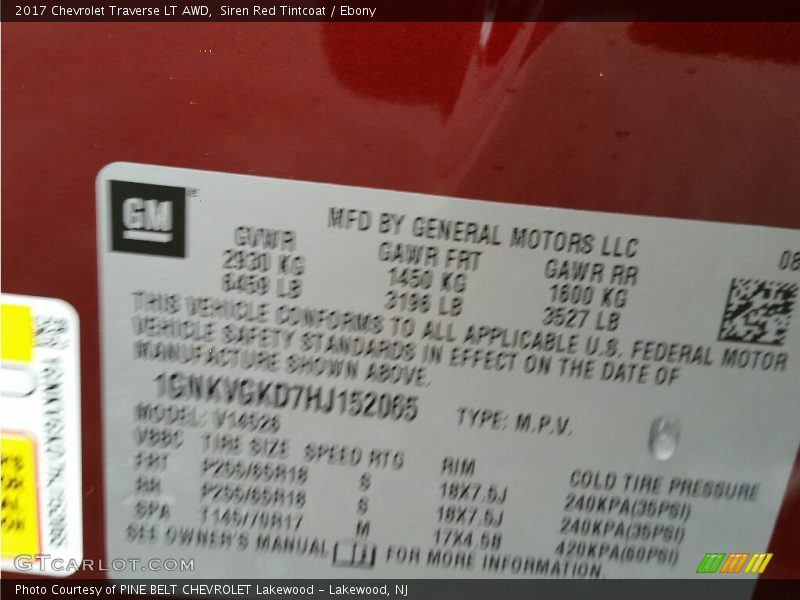 2017 Chevrolet Traverse LT AWD, Siren Red Tintcoat / Ebony
GM
MFD BY GENERAL MOTORS LLC
08
GVWR GAWR FRT GAWR RR
2930 KG 1450 KG 1600 KG
6459 LB 3196 LB 3527 LB
THIS VEHICLE CONFORMS TO ALL APPLICABLE U.S. FEDERAL MOTOR
VEHICLE SAFETY STANDARDS IN EFFECT ON THE DATE OF
MANUFACTURE SHOWN ABOVE.
1GNKVGKD7HJ152065
TYPE: M.P.V.
MODEL: V14526
TIRE SIZE SPEED RTG RIM COLD TIRE PRESSURE
FRT P255/65R18 S 18X7.5J 240KPA(35PSI)
RR P255/65R18 S 18X7.5J 240KPA(35PSI)
SPA T145/70R17 M 17X4.5B 420KPA(60PSI)
SEE OWNER'S MANUAL FOR MORE INFORMATION.
GTCARLOT.COM
Photo Courtesy of PINE BELT CHEVROLET Lakewood - Lakewood, NJ